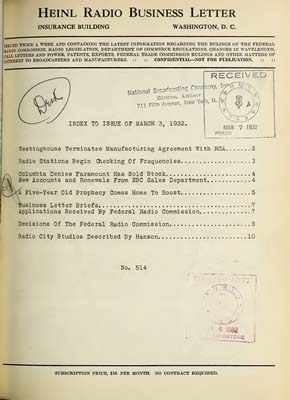 HEINL RADIO BUSINESS LETTER
INSURANCE BUILDING WASHINGTON, D. C.
ISSUED TWICE A WEEK AND CONTAINING THE LATEST INFORMATION REGARDING THE RULINGS OF THE FEDERAL
RADIO COMMISSION, RADIO LEGISLATION, DEPARTMENT OF COMMERCE REGULATIONS, CHANGES IN WAVELENGTHS,
CALL LETTERS AND POWER, PATENTS, EXPORTS, FEDERAL TRADE COMMISSION RULINGS AND OTHER MATTERS OF
INTEREST TO BROADCASTERS AND MANUFACTURERS. :: :: CONFIDENTIAL—NOT FOR PUBLICATION. :: ::
RECEIVED
National Broadcasting Company, Inc.
GENERAL LIBRARY
711 Fifth Avenue, New York, N.
MAR 7 1932
PRESS
INDEX TO ISSUE OF MARCH 3, 1932.
Westinghouse Terminates Manufacturing Agreement With RCA.......2
Radio Stations Begin Checking Of Frequencies...................3
Columbia Denies Paramount Has Sold Stock.......................4
New Accounts and Renewals From NBC Sales Department............4
A Five-Year Old Prophecy Comes Home To Roost...................5
Business Letter Briefs.........................................7
Applications Received By Federal Radio Commission..............7
Decisions Of The Federal Radio Commission......................8
Radio City Studios Described By Hanson........................10
No. 514
1932
SUBSCRIPTION PRICE, $10. PER MONTH. NO CONTRACT REQUIRED.